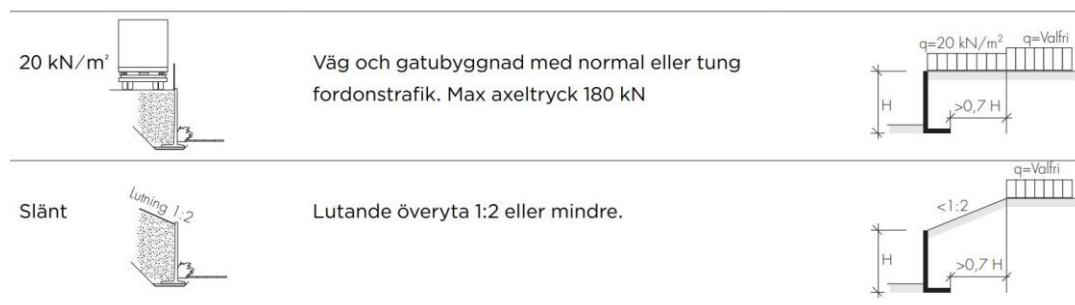 20 kN/m²
Väg och gatubyggnad med normal eller tung
fordonstrafik. Max axeltryck 180 kN
q=20 kN/m² q=Valfri
H
>0,7 H
Slänt
Lutning 1:2
Lutande överyta 1:2 eller mindre.
q=Valfri
<1:2
H
>0,7 H